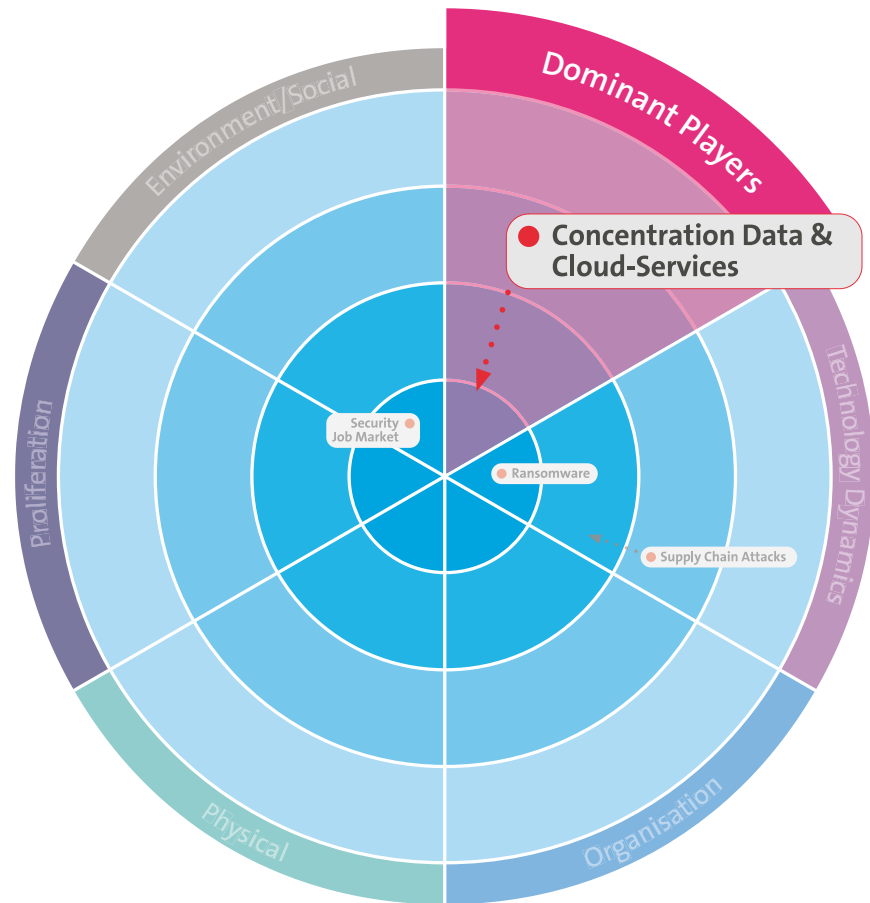 Dominant Players
Environment/Social
Concentration Data &
Cloud-Services
Technology Dynamics
Proliferation
Security
Job Market
Ransomware
Supply Chain Attacks
Physical
Organisation